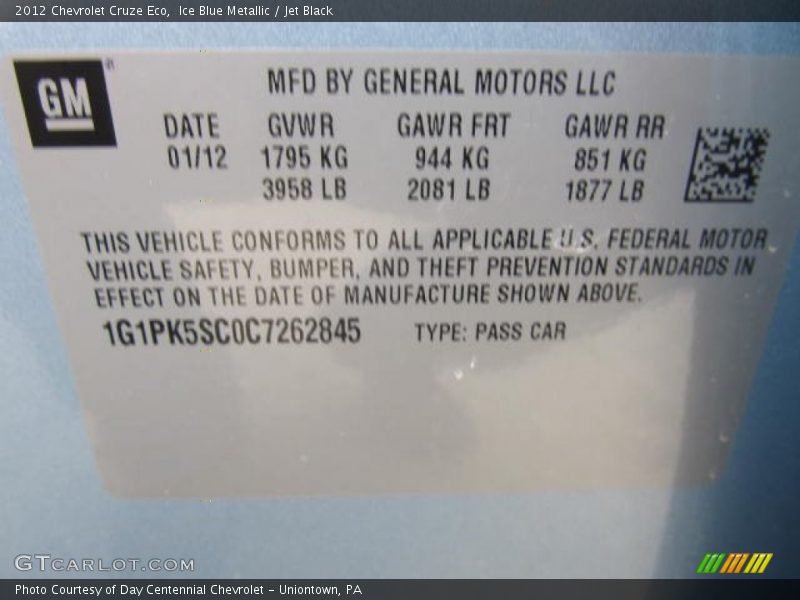 2012 Chevrolet Cruze Eco, Ice Blue Metallic / Jet Black
GM
MFD BY GENERAL MOTORS LLC
DATE GVWR GAWR FRT GAWR RR
01/12 1795 KG 944 KG 851 KG
3958 LB 2081 LB 1877 LB
THIS VEHICLE CONFORMS TO ALL APPLICABLE U.S. FEDERAL MOTOR
VEHICLE SAFETY, BUMPER, AND THEFT PREVENTION STANDARDS IN
EFFECT ON THE DATE OF MANUFACTURE SHOWN ABOVE.
1G1PK5SC0C7262845 TYPE: PASS CAR
GTCARLOT.COM
Photo Courtesy of Day Centennial Chevrolet - Uniontown, PA